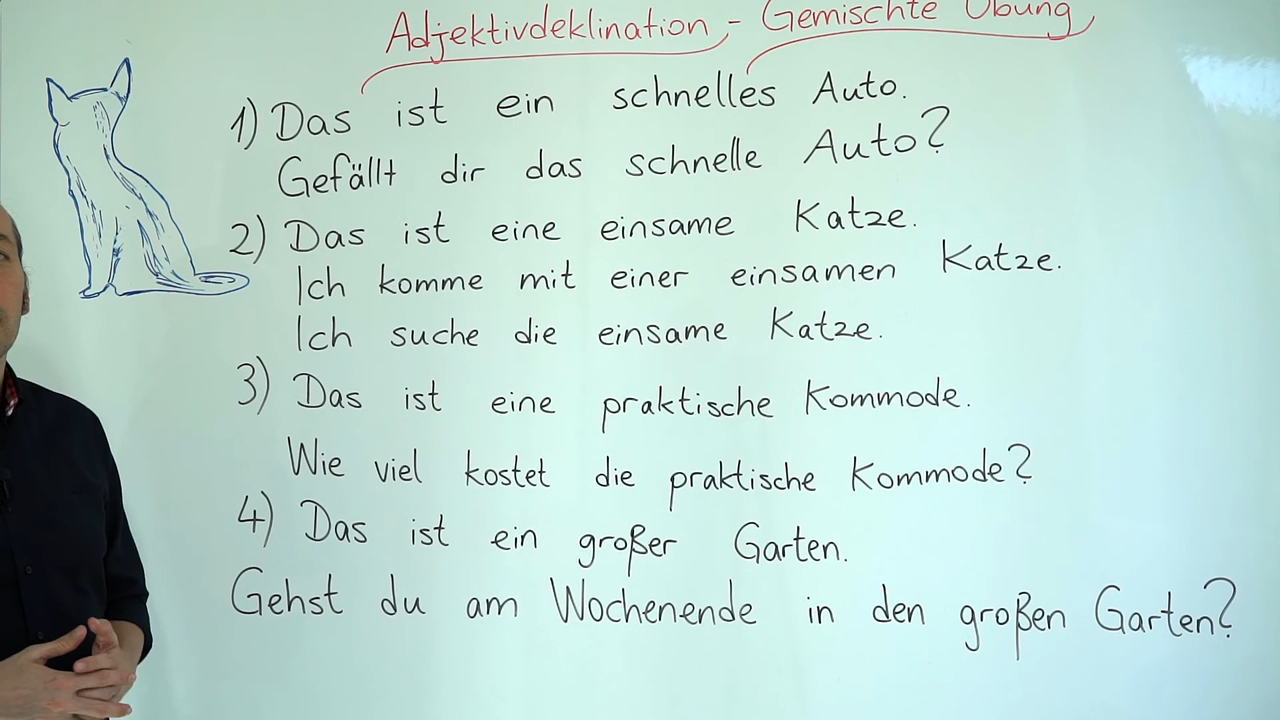 Adjektivdeklination - Gemischte Übung
1) Das ist ein schnelles Auto.
Gefällt dir das schnelle Auto?
2) Das ist eine einsame Katze.
Ich komme mit einer einsamen Katze.
Ich suche die einsame Katze.
3) Das ist eine praktische Kommode.
Wie viel kostet die praktische Kommode?
4) Das ist ein großer Garten.
Gehst du am Wochenende in den großen Garten?